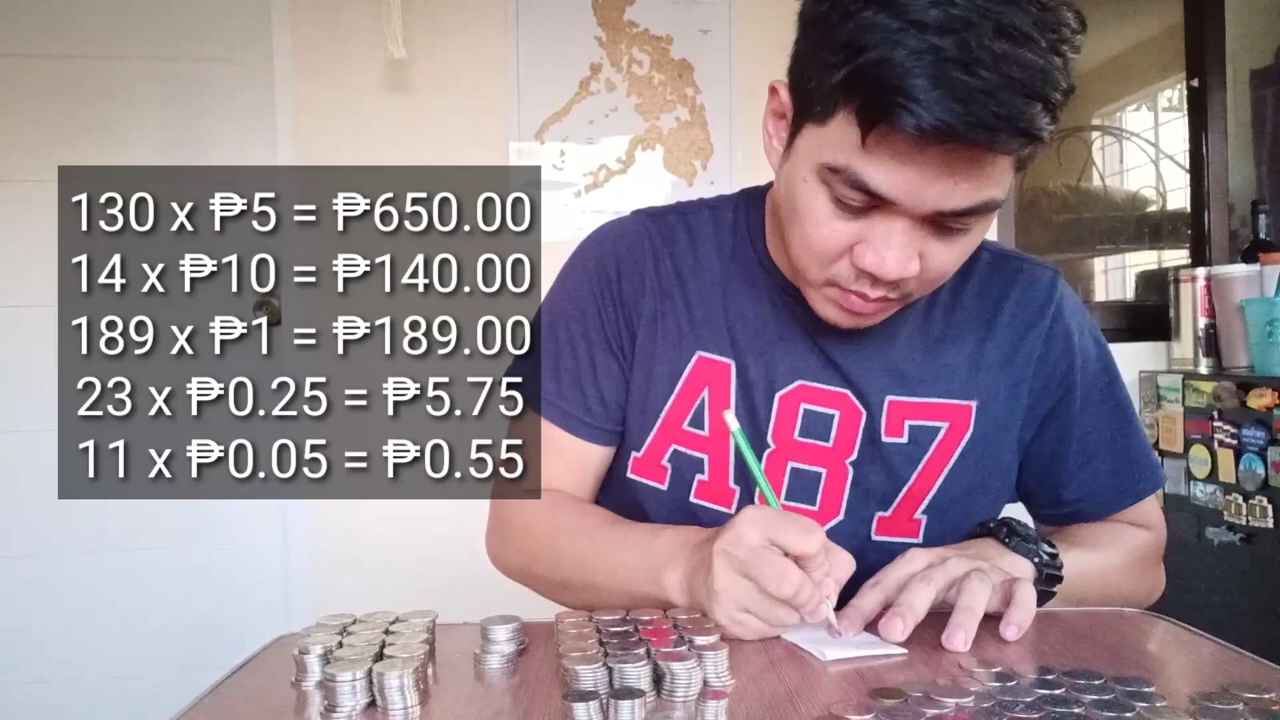 130 x ₱5 = ₱650.00
14 x ₱10 = ₱140.00
189 x ₱1 = ₱189.00
23 x ₱0.25 = ₱5.75
11 x ₱0.05 = ₱0.55
A87